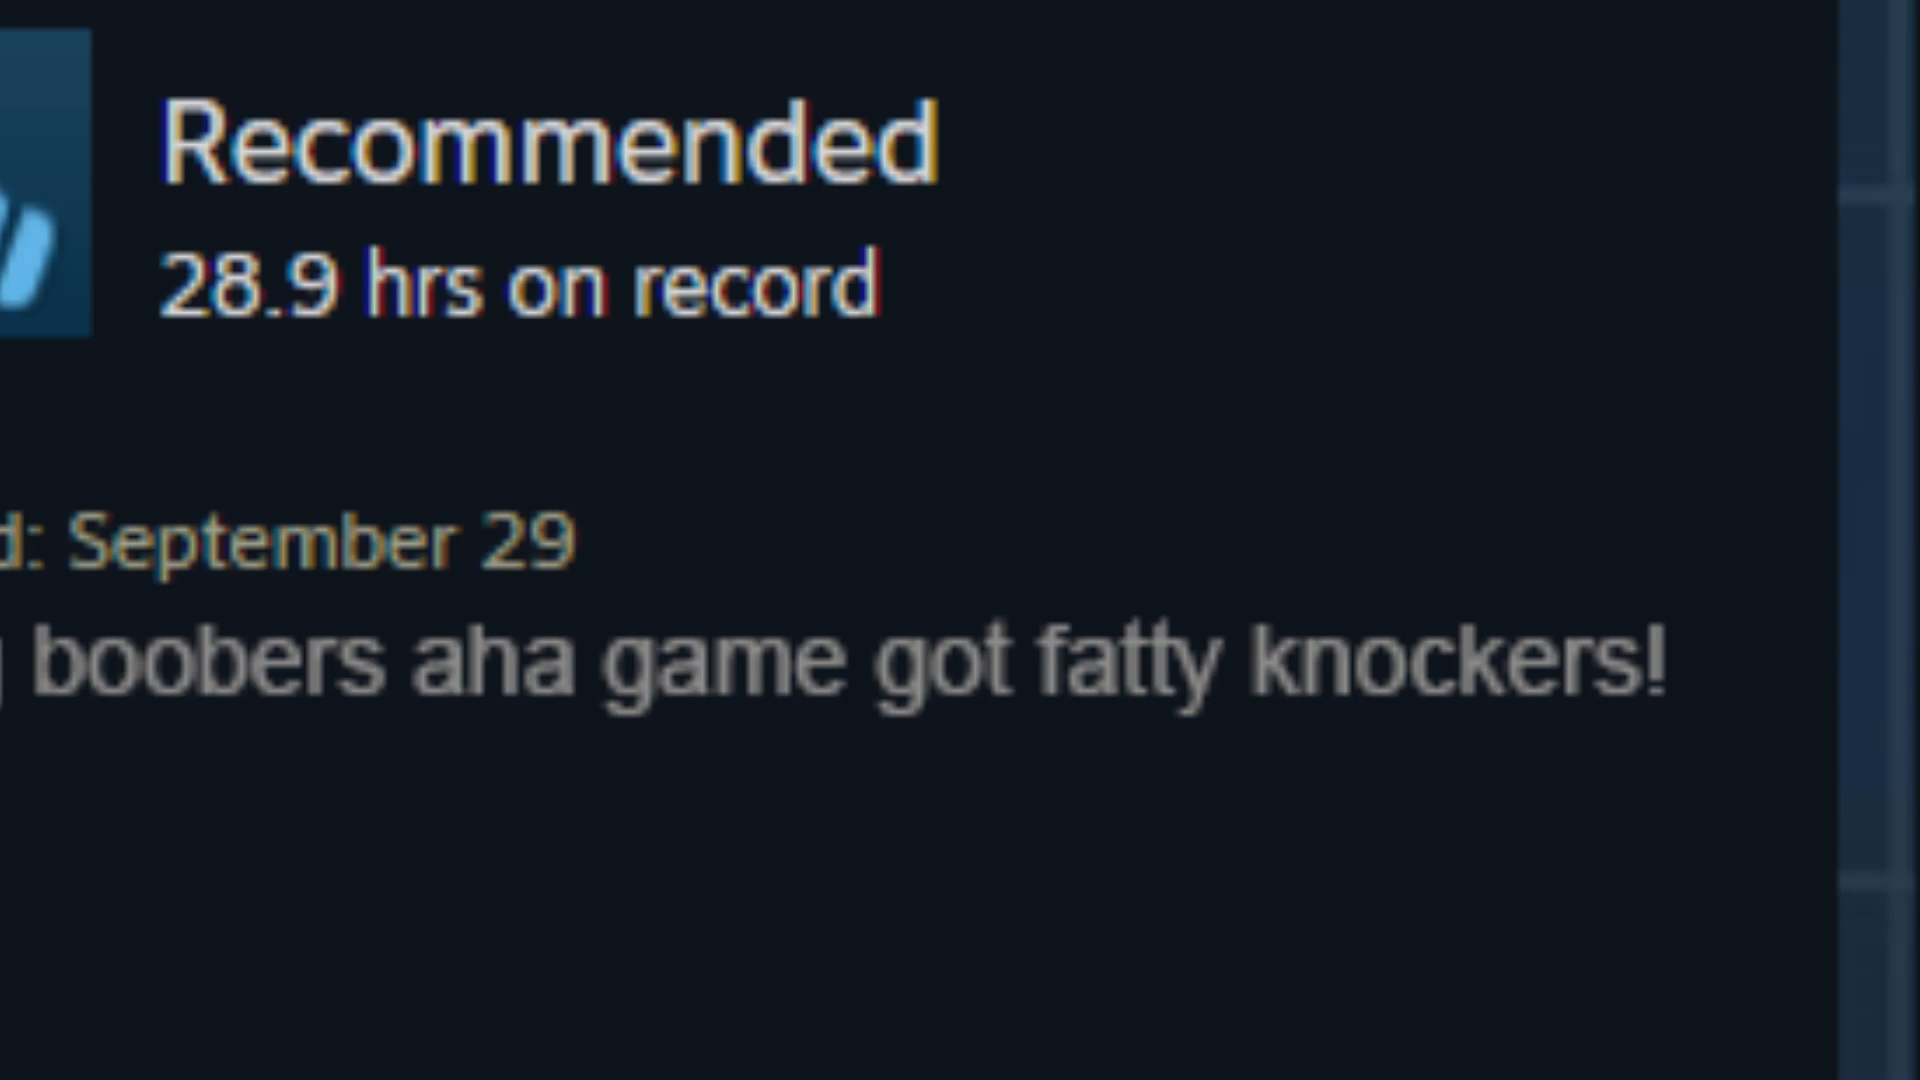 Recommended
28.9 hrs on record
d: September 29
boobers aha game got fatty knockers!